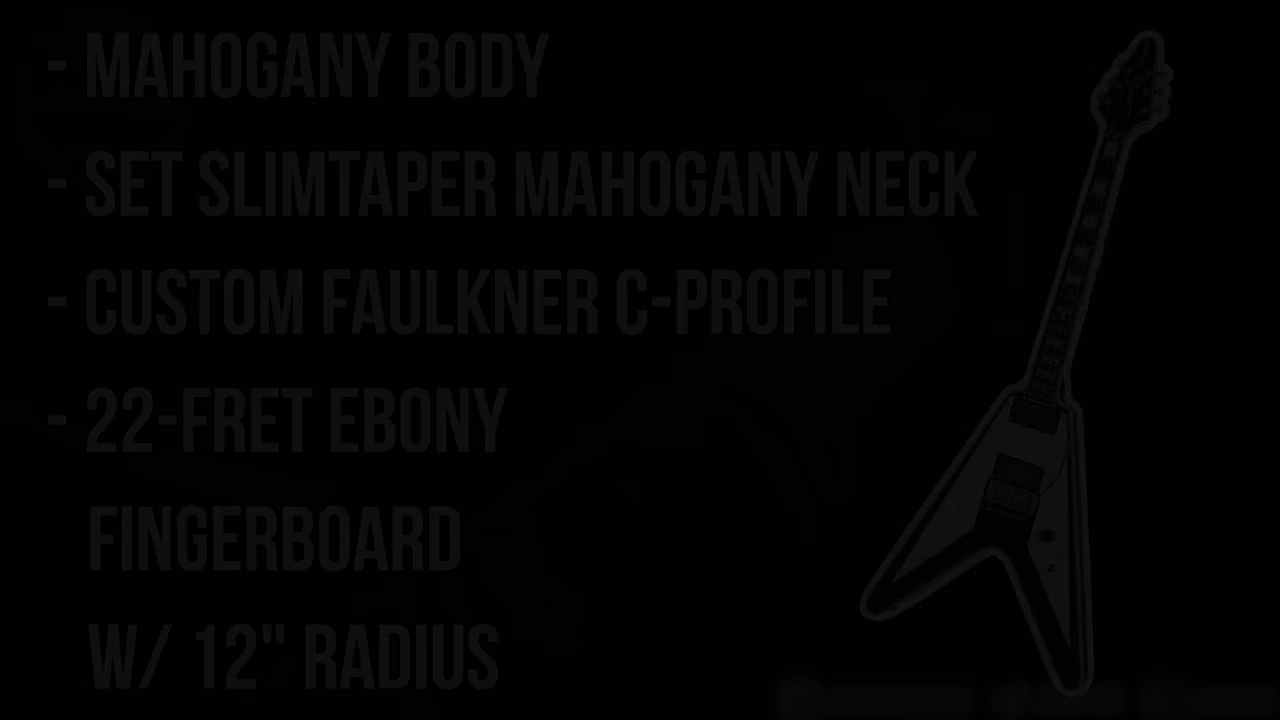 - MAHOGANY BODY
- SET SLIMTAPER MAHOGANY NECK
- CUSTOM FAULKNER C-PROFILE
- 22-FRET EBONY
FINGERBOARD
W/ 12" RADIUS